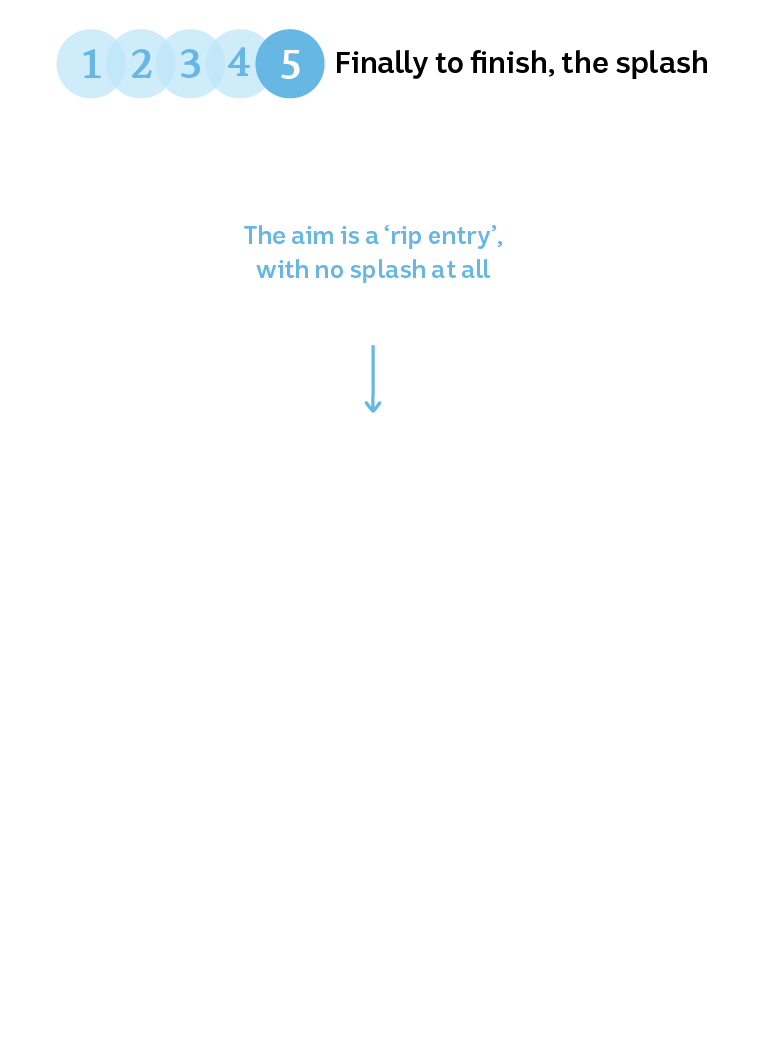 1 2 3 4 5 Finally to finish, the splash
The aim is a ‘rip entry’,
with no splash at all